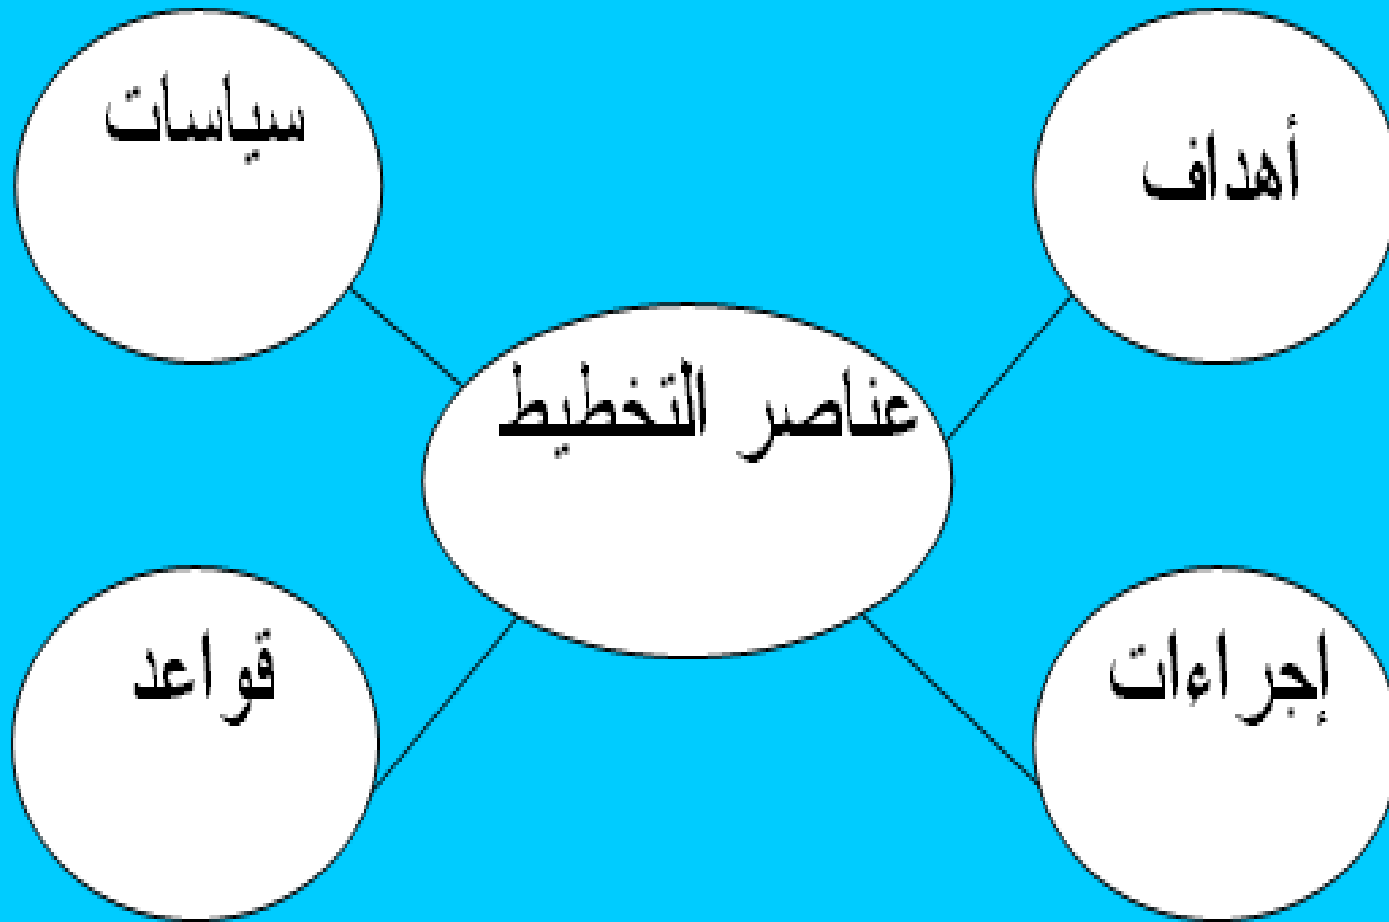 أهداف
سياسات
عناصر التخطيط
إجراءات
قواعد